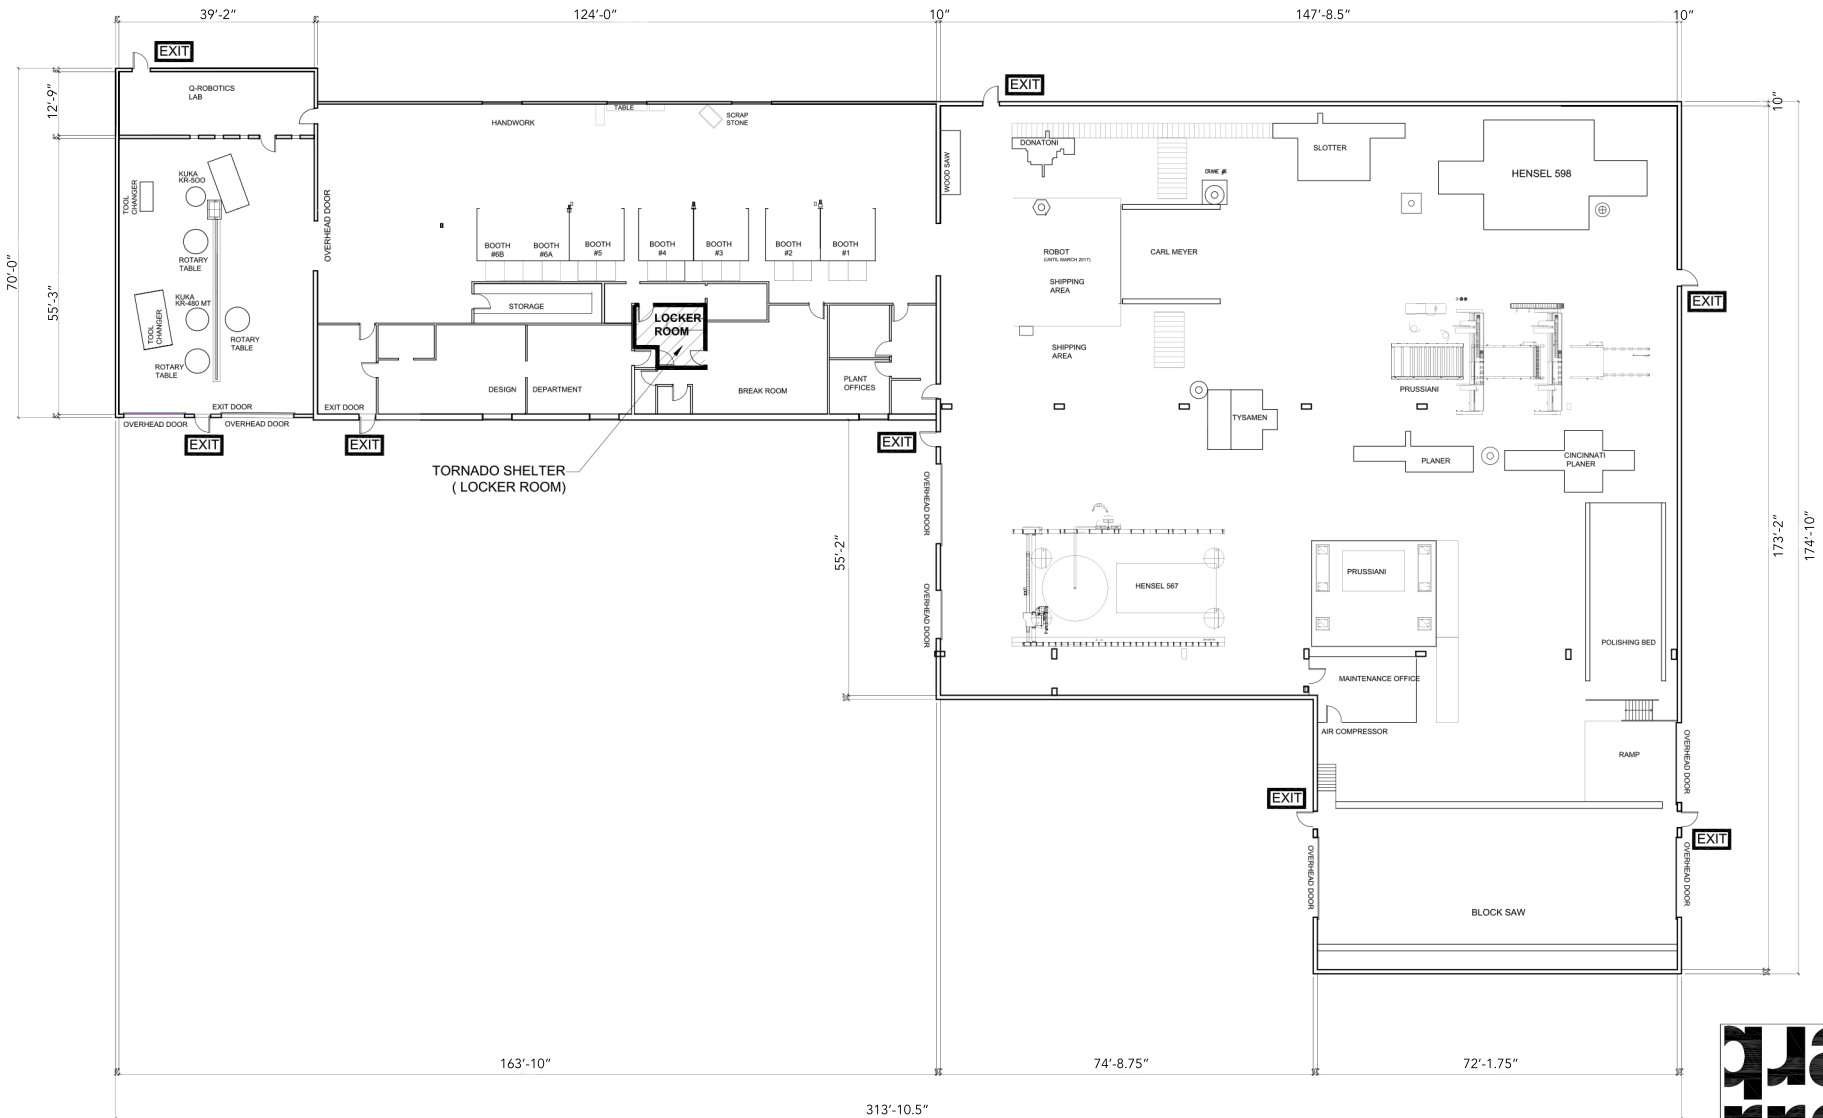 39'-2"
124'-0"
10"
147'-8.5"
10"
EXIT
Q-ROBOTICS
LAB
12'-9"
HANDWORK
TABLE
SCRAP
STONE
EXIT
10"
DONATONI
SLOTTER
HENSEL 598
WOOD SAW
CRANE #6
KUKA
KR-500
TOOL
CHANGER
OVERHEAD DOOR
ROTARY
TABLE
BOOTH
#6B
BOOTH
#6A
BOOTH
#5
BOOTH
#4
BOOTH
#3
BOOTH
#2
BOOTH
#1
ROBOT
(UNTIL MARCH 2017)
SHIPPING
AREA
CARL MEYER
70'-0"
55'-3"
KUKA
KR-480 MT
TOOL
CHANGER
ROTARY
TABLE
ROTARY
TABLE
STORAGE
LOCKER
ROOM
EXIT
SHIPPING
AREA
DESIGN
DEPARTMENT
BREAK ROOM
PLANT
OFFICES
PRUSSIANI
EXIT DOOR
EXIT DOOR
OVERHEAD DOOR
OVERHEAD DOOR
EXIT
EXIT
EXIT
TYSAMEN
TORNADO SHELTER
( LOCKER ROOM)
PLANER
CINCINNATI
PLANER
OVERHEAD DOOR
55'-2"
173'-2"
174'-10"
PRUSSIANI
HENSEL 567
OVERHEAD DOOR
POLISHING BED
MAINTENANCE OFFICE
AIR COMPRESSOR
RAMP
OVERHEAD DOOR
EXIT
EXIT
OVERHEAD DOOR
OVERHEAD DOOR
BLOCK SAW
163'-10"
74'-8.75"
72'-1.75"
313'-10.5"